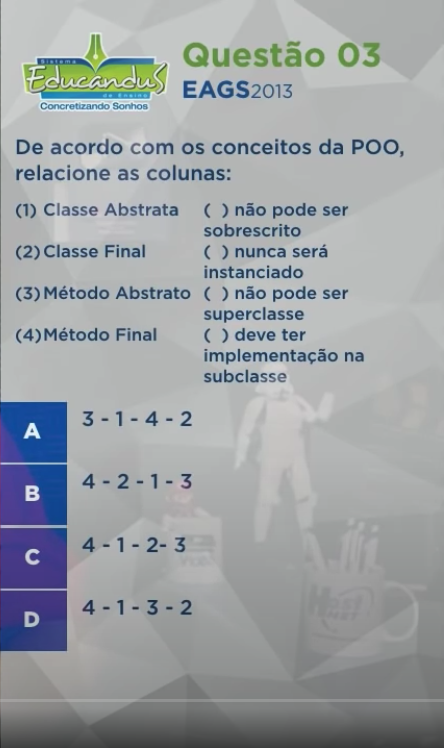 Sistema
EducanduS
de Ensino
Concretizando Sonhos
Questão 03
EAGS2013
De acordo com os conceitos da POO,
relacione as colunas:
(1) Classe Abstrata ( ) não pode ser
sobrescrito
(2) Classe Final ( ) nunca será
instanciado
(3) Método Abstrato ( ) não pode ser
superclasse
(4) Método Final ( ) deve ter
implementação na
subclasse
A 3 - 1 - 4 - 2
B 4 - 2 - 1 - 3
C 4 - 1 - 2- 3
D 4 - 1 - 3 - 2